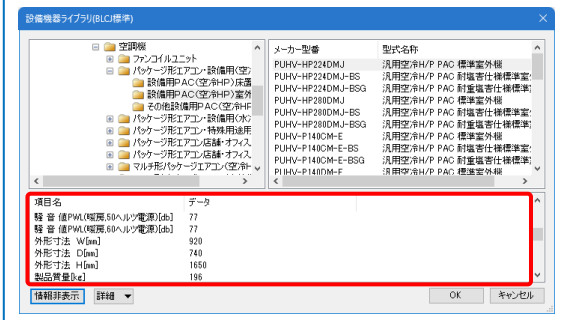 設備機器ライブラリ(BLCJ標準)
空調機
ファンコイルユニット
パッケージ形エアコン・設備用(空
設備用PAC(空冷HP)床置
設備用PAC(空冷HP)室外
その他設備用PAC(空冷HF
パッケージ形エアコン・設備用(水
パッケージ形エアコン・特殊用途用
パッケージ形エアコン店舗・オフィス
パッケージ形エアコン店舗・オフィス
マルチ形パッケージエアコン(空冷
メーカー型番 型式名称
PUHV-HP224DMJ 汎用空冷H/P PAC 標準室外機
PUHV-HP224DMJ-BS 汎用空冷H/P PAC 耐塩害仕様標準室
PUHV-HP224DMJ-BSG 汎用空冷H/P PAC 耐重塩害仕様標準
PUHV-HP280DMJ 汎用空冷H/P PAC 標準室外機
PUHV-HP280DMJ-BS 汎用空冷H/P PAC 耐塩害仕様標準室
PUHV-HP280DMJ-BSG 汎用空冷H/P PAC 耐重塩害仕様標準
PUHV-P140CM-E 汎用空冷H/P PAC 標準室外機
PUHV-P140CM-E-BS 汎用空冷H/P PAC 耐塩害仕様標準室
PUHV-P140CM-E-BSG 汎用空冷H/P PAC 耐重塩害仕様標準
PUHV-P140DM-E 汎用空冷H/P PAC 標準室外機
項目名 データ
騒 音 値PWL(暖房,50ヘルツ電源)[db] 77
騒 音 値PWL(暖房,60ヘルツ電源)[db] 77
外形寸法 W[mm] 920
外形寸法 D[mm] 740
外形寸法 H[mm] 1650
製品質量[kg] 196
情報非表示 詳細 OK キャンセル